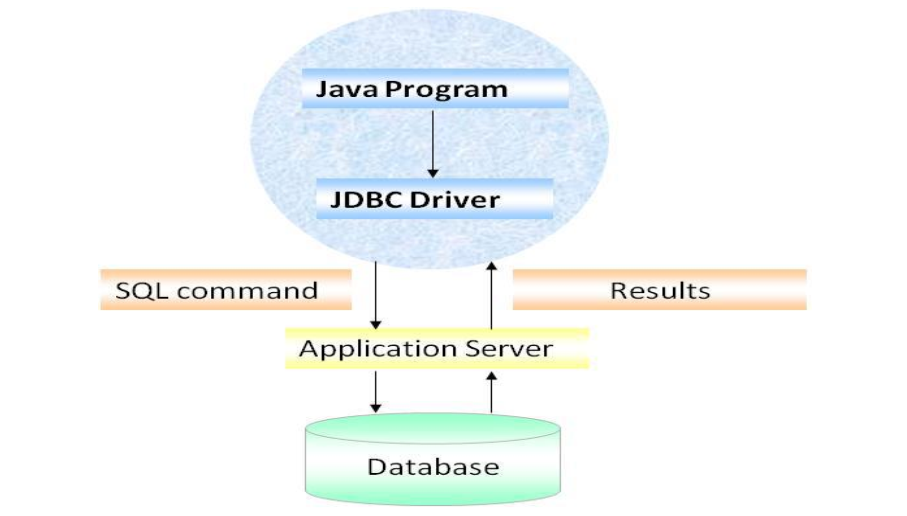 Java Program
JDBC Driver
SQL command
Results
Application Server
Database